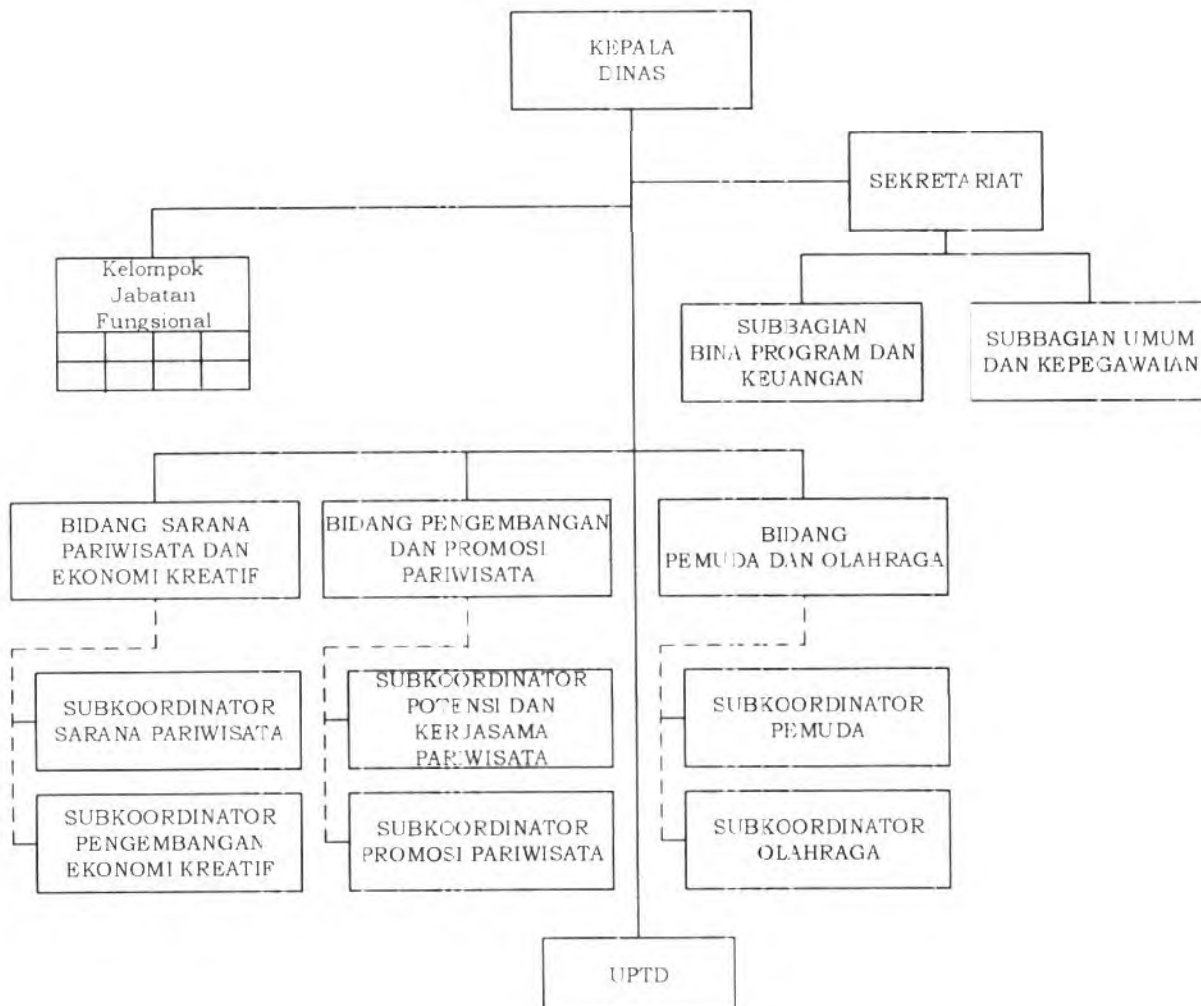 KEPALA
DINAS
SEKRETARIAT
Kelompok
Jabatan
Fungsional
SUBBAGIAN
BINA PROGRAM DAN
KEUANGAN
SUBBAGIAN UMUM
DAN KEPEGAWAIAN
BIDANG SARANA
PARIWISATA DAN
EKONOMI KREATIF
BIDANG PENGEMBANGAN
DAN PROMOSI
PARIWISATA
BIDANG
PEMUDA DAN OLAHRAGA
SUBKOORDINATOR
SARANA PARIWISATA
SUBKOORDINATOR
POTENSI DAN
KERJASAMA
PARIWISATA
SUBKOORDINATOR
PEMUDA
SUBKOORDINATOR
PENGEMBANGAN
EKONOMI KREATIF
SUBKOORDINATOR
PROMOSI PARIWISATA
SUBKOORDINATOR
OLAHRAGA
UPTD